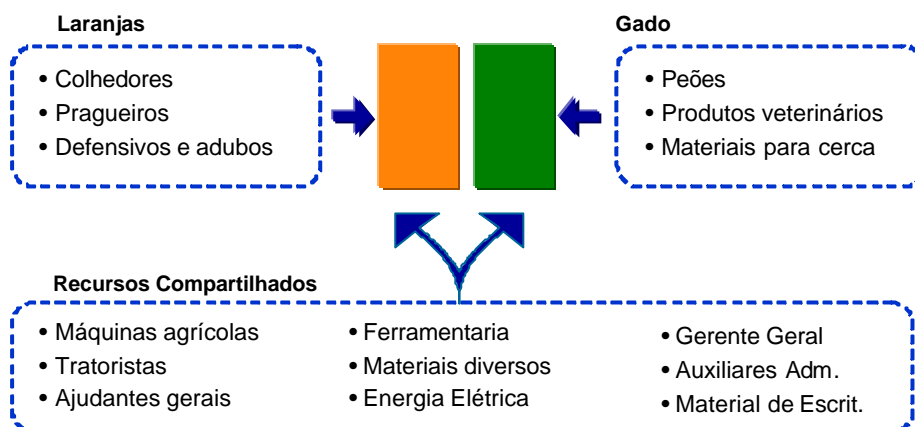 Laranjas
• Colhedores
• Pragueiros
• Defensivos e adubos
Gado
• Peões
• Produtos veterinários
• Materiais para cerca
Recursos Compartilhados
• Máquinas agrícolas
• Tratoristas
• Ajudantes gerais
• Ferramentaria
• Materiais diversos
• Energia Elétrica
• Gerente Geral
• Auxiliares Adm.
• Material de Escrit.